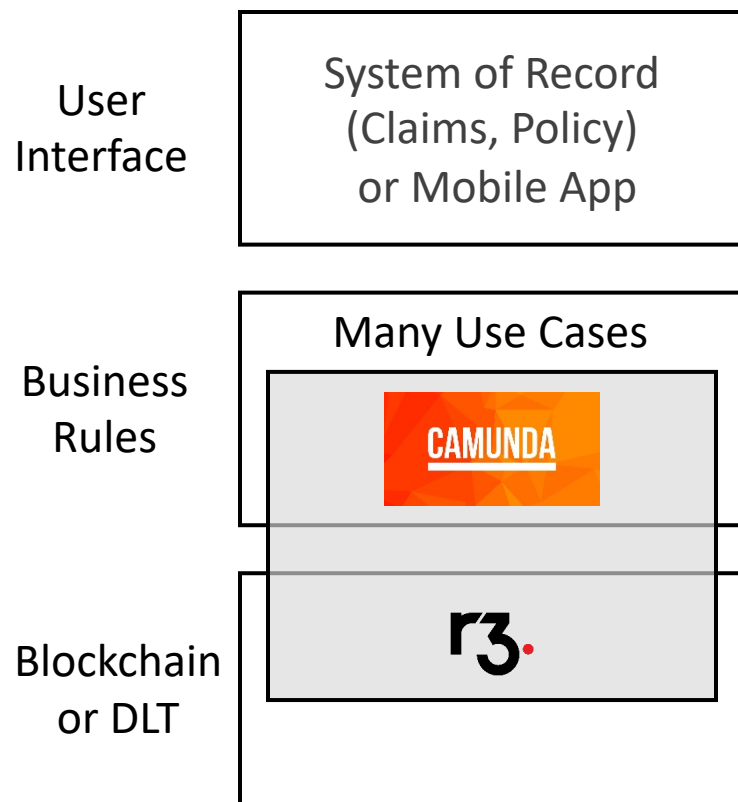 User
Interface
System of Record
(Claims, Policy)
or Mobile App
Business
Rules
Many Use Cases
CAMUNDA
Blockchain
or DLT
r3.